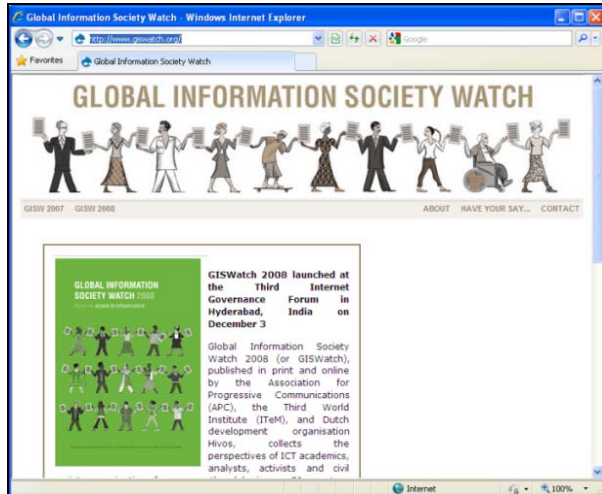 Global Information Society Watch - Windows Internet Explorer
http://www.giswatch.org/
Google
Favorites
Global Information Society Watch
GLOBAL INFORMATION SOCIETY WATCH
GISW 2007 GISW 2008 ABOUT HAVE YOUR SAY... CONTACT
GLOBAL INFORMATION
SOCIETY WATCH 2008
GISWatch 2008 launched at
the Third Internet
Governance Forum in
Hyderabad, India on
December 3
Global Information Society
Watch 2008 (or GISWatch),
published in print and online
by the Association for
Progressive Communications
(APC), the Third World
Institute (ITeM), and Dutch
development organisation
Hivos, collects the
perspectives of ICT academics,
analysts, activists and civil
Internet 100%